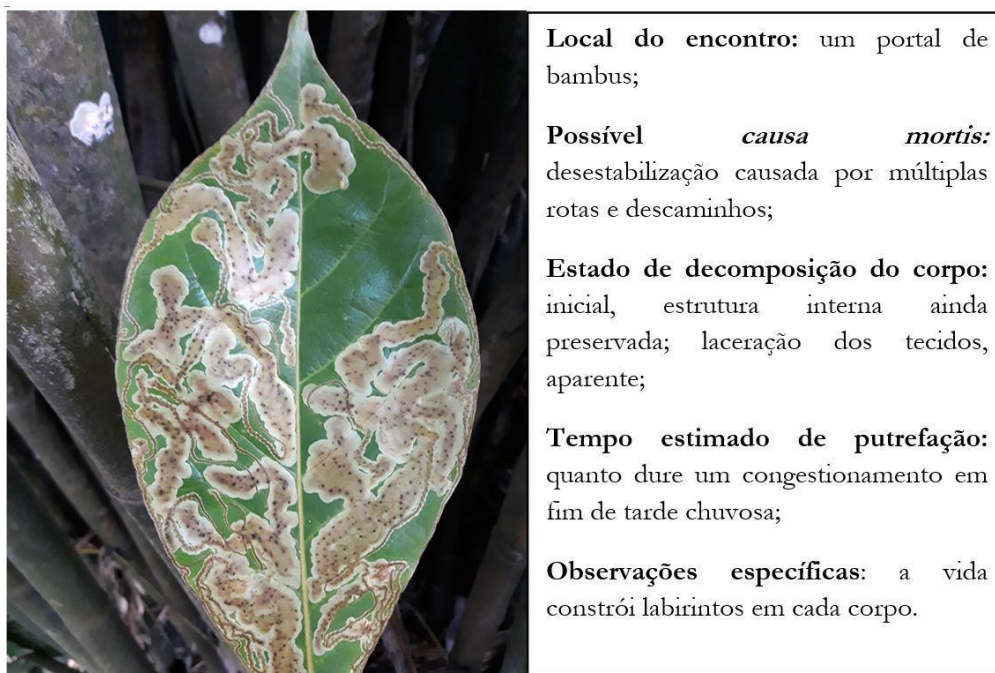 Local do encontro: um portal de
bambus;
Possível causa mortis:
desestabilização causada por múltiplas
rotas e descaminhos;
Estado de decomposição do corpo:
inicial, estrutura interna ainda
preservada; laceração dos tecidos,
aparente;
Tempo estimado de putrefação:
quanto dure um congestionamento em
fim de tarde chuvosa;
Observações específicas: a vida
constrói labirintos em cada corpo.